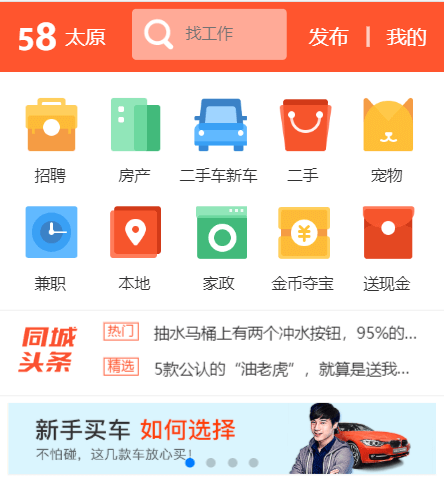 58 太原
找工作
发布 | 我的
招聘 房产 二手车新车 二手 宠物
¥
兼职 本地 家政 金币夺宝 送现金
同城
头条
热门 抽水马桶上有两个冲水按钮，95%的...
精选 5款公认的“油老虎”，就算是送我...
新手买车 如何选择
不怕碰，这几款车放心买！